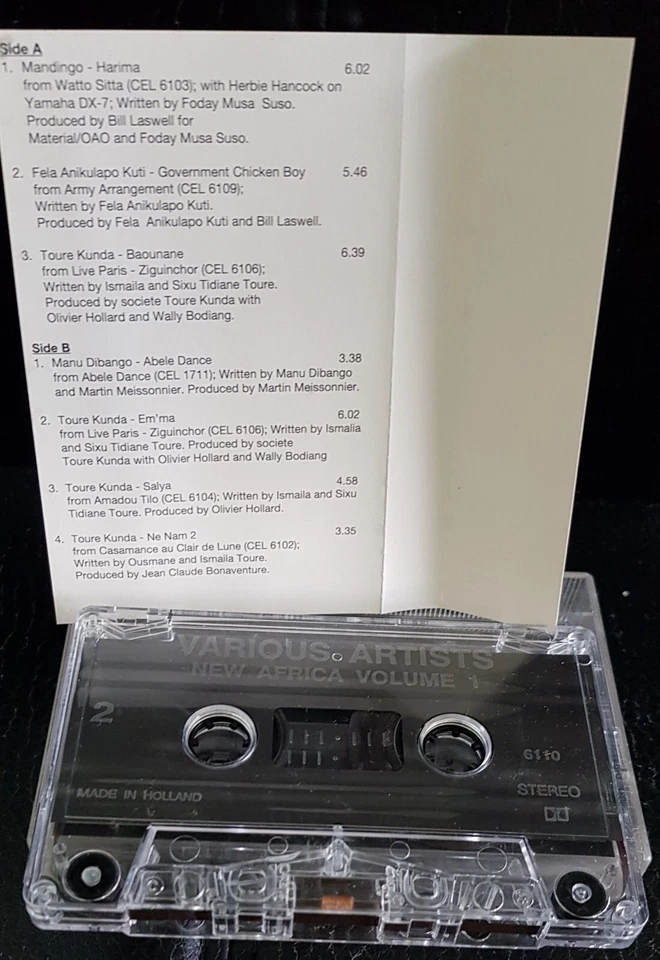 Side A
1. Mandingo - Harima 6.02
from Watto Sitta (CEL 6103); with Herbie Hancock on
Yamaha DX-7; Written by Foday Musa Suso.
Produced by Bill Laswell for
Material/OAO and Foday Musa Suso.
2. Fela Anikulapo Kuti - Government Chicken Boy 5.46
from Army Arrangement (CEL 6109);
Written by Fela Anikulapo Kuti.
Produced by Fela Anikulapo Kuti and Bill Laswell.
3. Toure Kunda - Baounane 6.39
from Live Paris - Ziguinchor (CEL 6106);
Written by Ismaila and Sixu Tidiane Toure.
Produced by societe Toure Kunda with
Olivier Hollard and Wally Bodiang.
Side B
1. Manu Dibango - Abele Dance 3.38
from Abele Dance (CEL 1711); Written by Manu Dibango
and Martin Meissonnier. Produced by Martin Meissonnier.
2. Toure Kunda - Em'ma 6.02
from Live Paris - Ziguinchor (CEL 6106); Written by Ismalia
and Sixu Tidiane Toure. Produced by societe
Toure Kunda with Olivier Hollard and Wally Bodiang
3. Toure Kunda - Salya 4.58
from Amadou Tilo (CEL 6104); Written by Ismaila and Sixu
Tidiane Toure. Produced by Olivier Hollard.
4. Toure Kunda - Ne Nam 2 3.35
from Casamance au Clair de Lune (CEL 6102);
Written by Ousmane and Ismaila Toure.
Produced by Jean Claude Bonaventure.
VARIOUS ARTISTS
NEW AFRICA VOLUME 1
2
6110
MADE IN HOLLAND STEREO